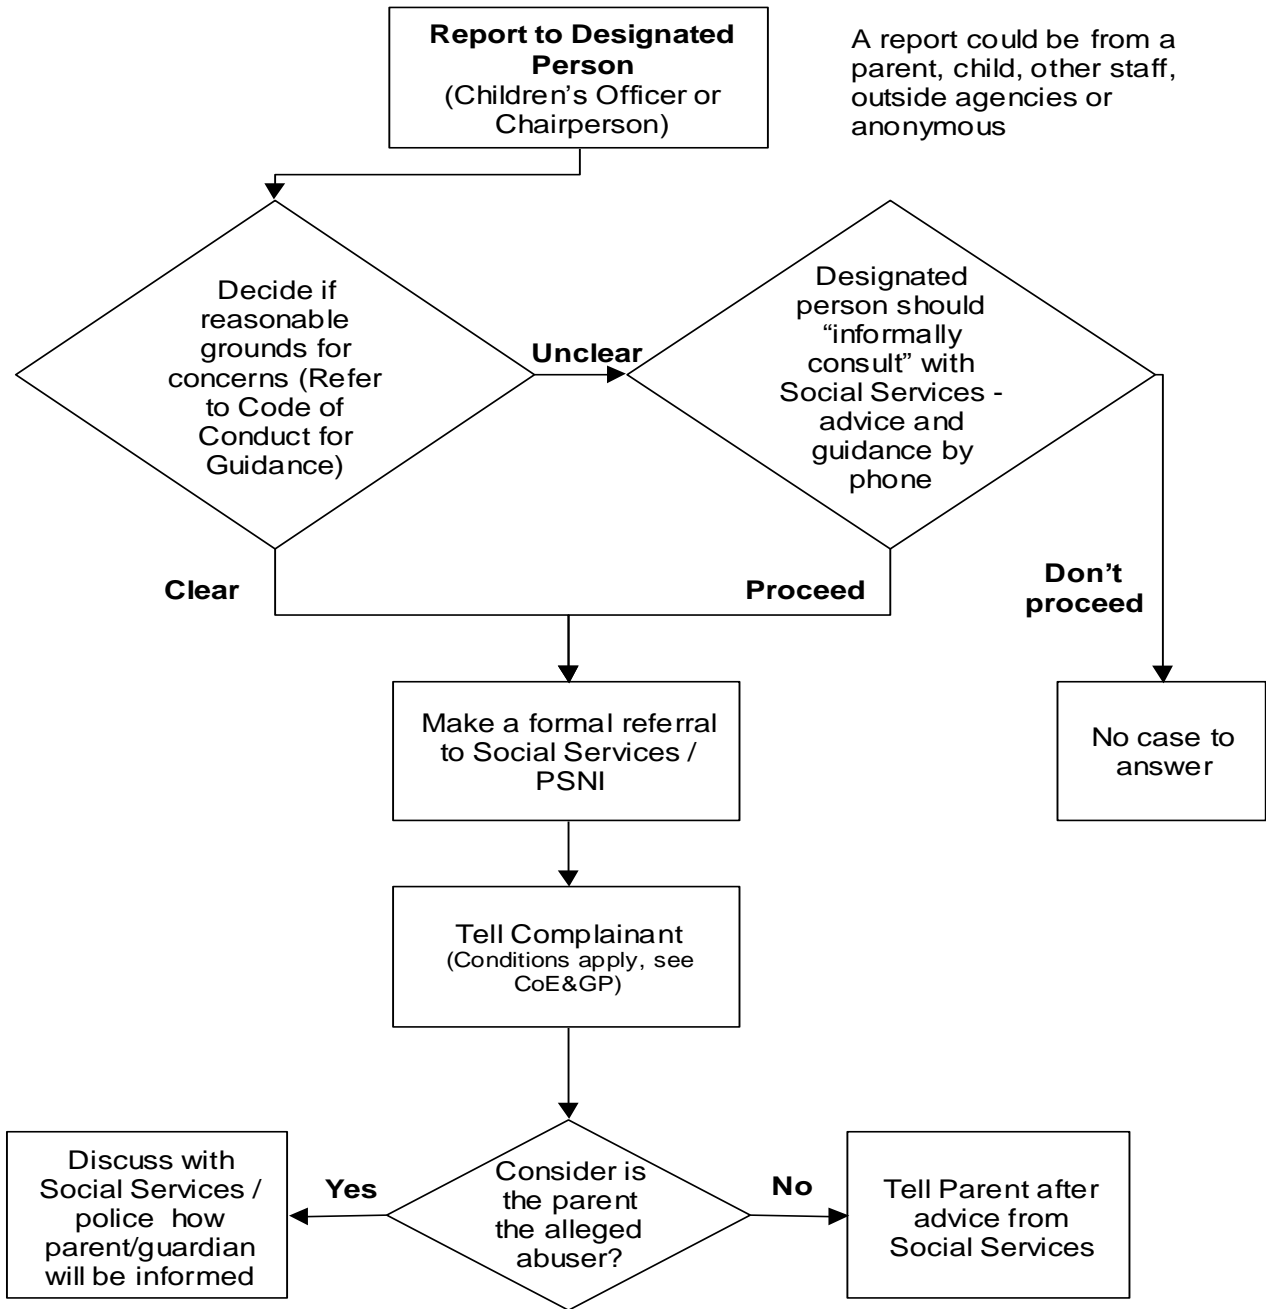 Report to Designated
Person
(Children's Officer or
Chairperson)
A report could be from a
parent, child, other staff,
outside agencies or
anonymous
Decide if
reasonable
grounds for
concerns (Refer
to Code of
Conduct for
Guidance)
Unclear
Designated
person should
“informally
consult” with
Social Services -
advice and
guidance by
phone
Clear
Proceed
Don't
proceed
Make a formal referral
to Social Services /
PSNI
No case to
answer
Tell Complainant
(Conditions apply, see
CoE&GP)
Discuss with
Social Services /
police how
parent/guardian
will be informed
Yes
Consider is
the parent
the alleged
abuser?
No
Tell Parent after
advice from
Social Services